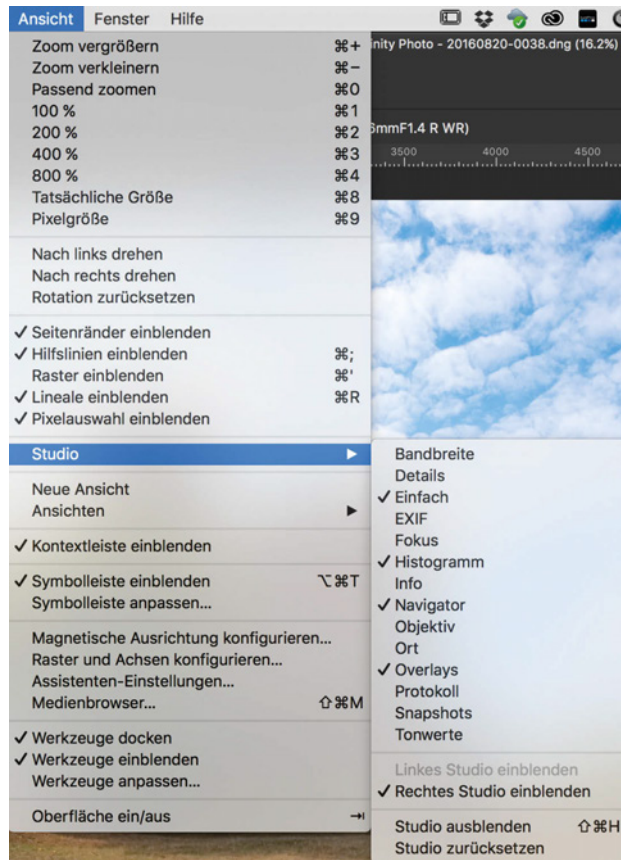 Ansicht Fenster Hilfe
inity Photo - 20160820-0038.dng (16.2%)
Zoom vergrößern ⌘+
Zoom verkleinern ⌘−
Passend zoomen ⌘0
100 % ⌘1
200 % ⌘2
6mmF1.4 R WR)
400 % ⌘3
3500 4000 4500
800 % ⌘4
Tatsächliche Größe ⌘8
Pixelgröße ⌘9
Nach links drehen
Nach rechts drehen
Rotation zurücksetzen
✓ Seitenränder einblenden
✓ Hilfslinien einblenden ⌘;
Raster einblenden ⌘'
✓ Lineale einblenden ⌘R
✓ Pixelauswahl einblenden
Studio ▶
Neue Ansicht
Ansichten ▶
✓ Kontextleiste einblenden
✓ Symbolleiste einblenden ⌥⌘T
Symbolleiste anpassen...
Magnetische Ausrichtung konfigurieren...
Raster und Achsen konfigurieren...
Assistenten-Einstellungen...
Medienbrowser... ⇧⌘M
✓ Werkzeuge docken
✓ Werkzeuge einblenden
Werkzeuge anpassen...
Oberfläche ein/aus ⇥
Bandbreite
Details
✓ Einfach
EXIF
Fokus
✓ Histogramm
Info
✓ Navigator
Objektiv
Ort
✓ Overlays
Protokoll
Snapshots
Tonwerte
Linkes Studio einblenden
✓ Rechtes Studio einblenden
Studio ausblenden ⇧⌘H
Studio zurücksetzen